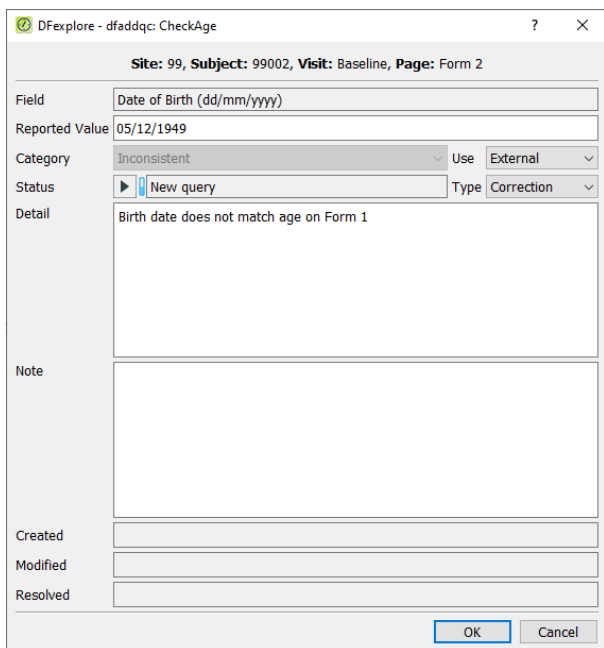 DFexplore - dfaddqc: CheckAge
Site: 99, Subject: 99002, Visit: Baseline, Page: Form 2
Field Date of Birth (dd/mm/yyyy)
Reported Value 05/12/1949
Category Inconsistent Use External
Status New query Type Correction
Detail Birth date does not match age on Form 1
Note
Created
Modified
Resolved
OK Cancel